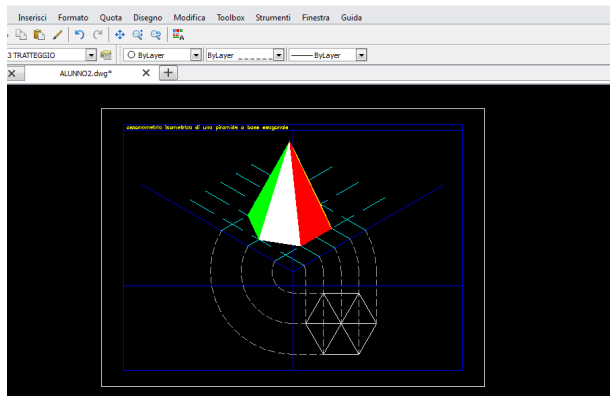 Inserisci Formato Quota Disegno Modifica Toolbox Strumenti Finestra Guida
3 TRATTEGGIO ByLayer ByLayer ByLayer
ALUNNO2.dwg*
assonometria isometrica di una piramide a base esagonale